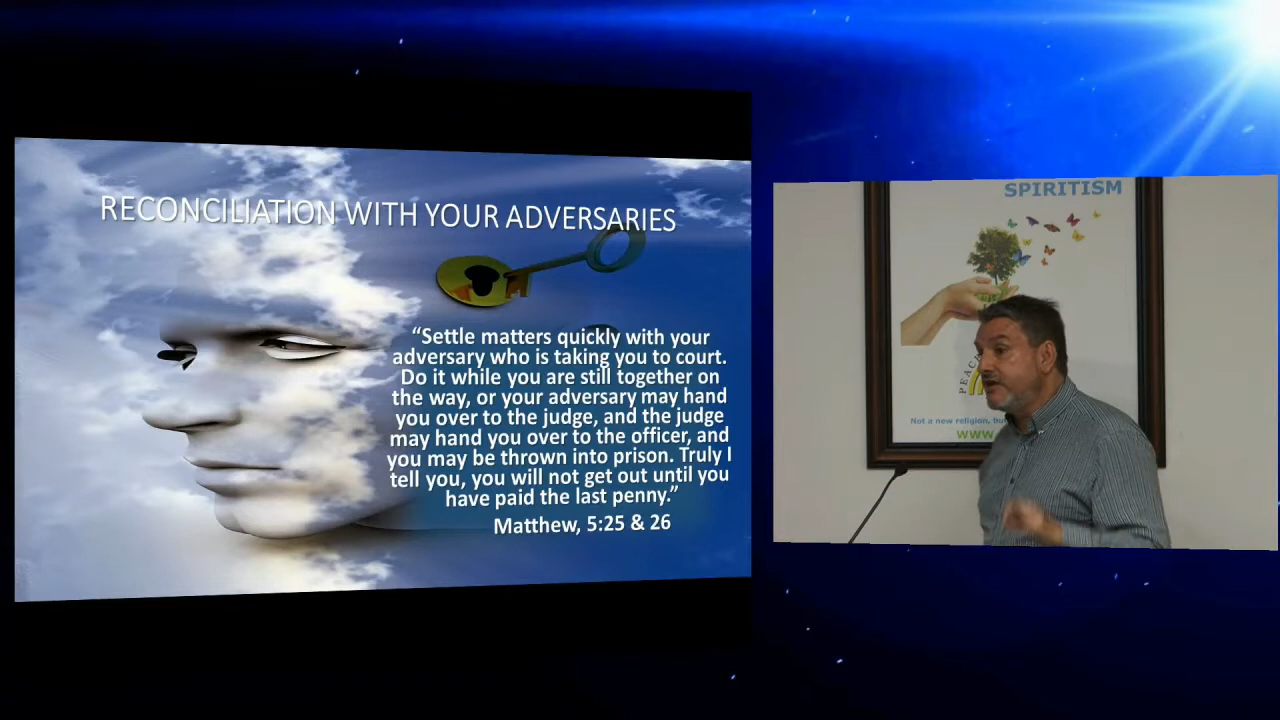 RECONCILIATION WITH YOUR ADVERSARIES
“Settle matters quickly with your
adversary who is taking you to court.
Do it while you are still together on
the way, or your adversary may hand
you over to the judge, and the judge
may hand you over to the officer, and
you may be thrown into prison. Truly I
tell you, you will not get out until you
have paid the last penny.”
Matthew, 5:25 & 26
SPIRITISM
PEACE
Not a new religion,
www.